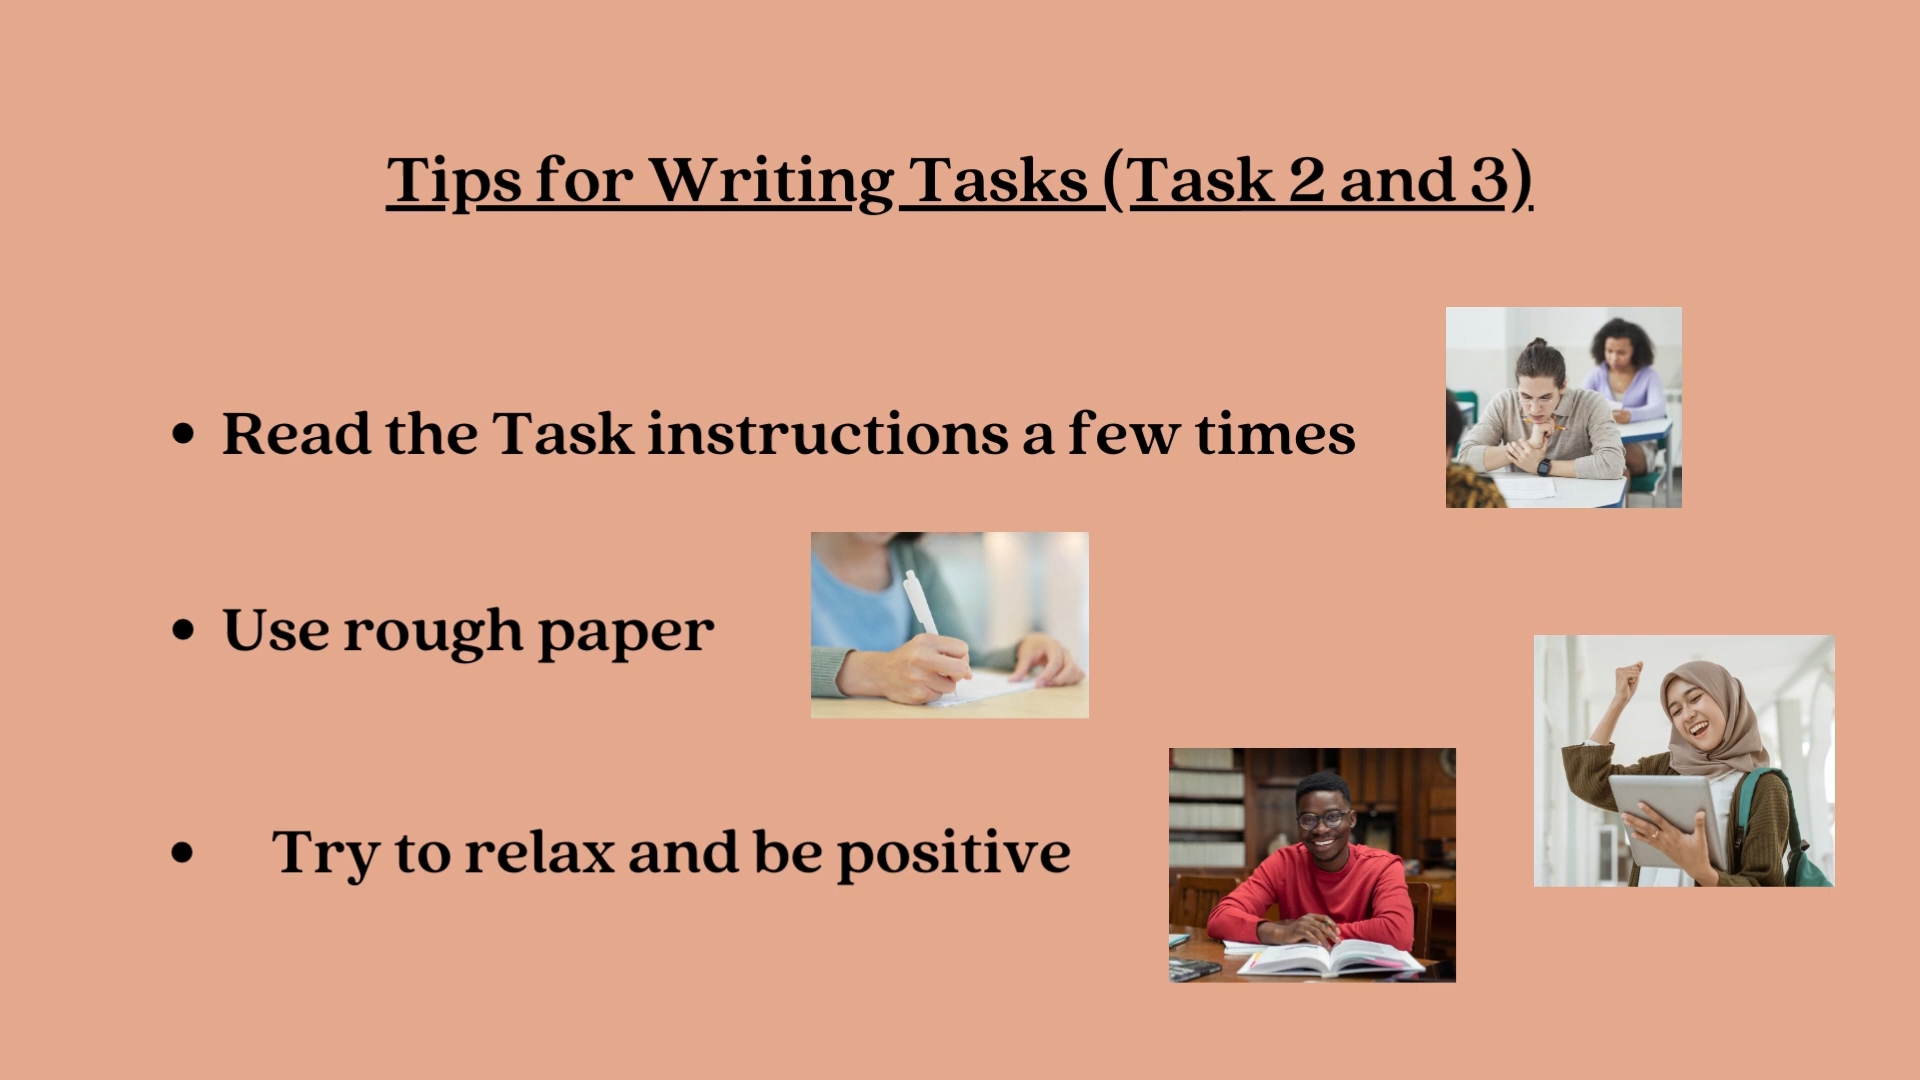 Tips for Writing Tasks (Task 2 and 3)
• Read the Task instructions a few times
• Use rough paper
• Try to relax and be positive